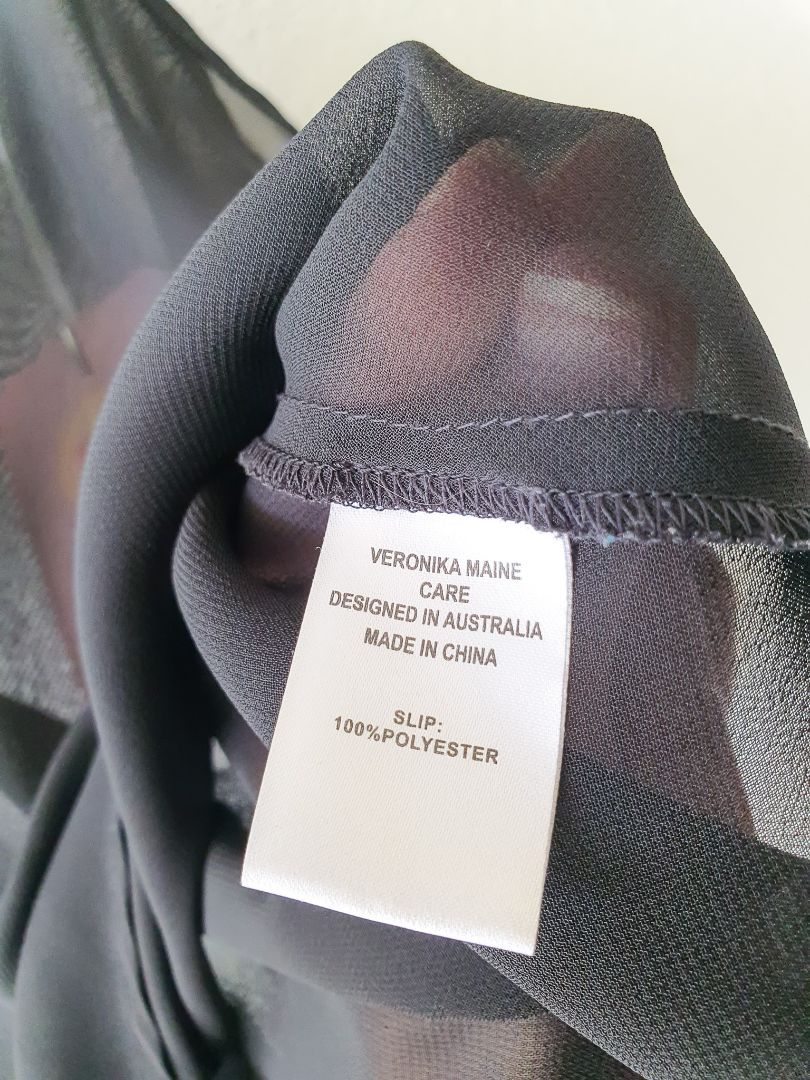 VERONIKA MAINE
CARE
DESIGNED IN AUSTRALIA
MADE IN CHINA
SLIP:
100%POLYESTER